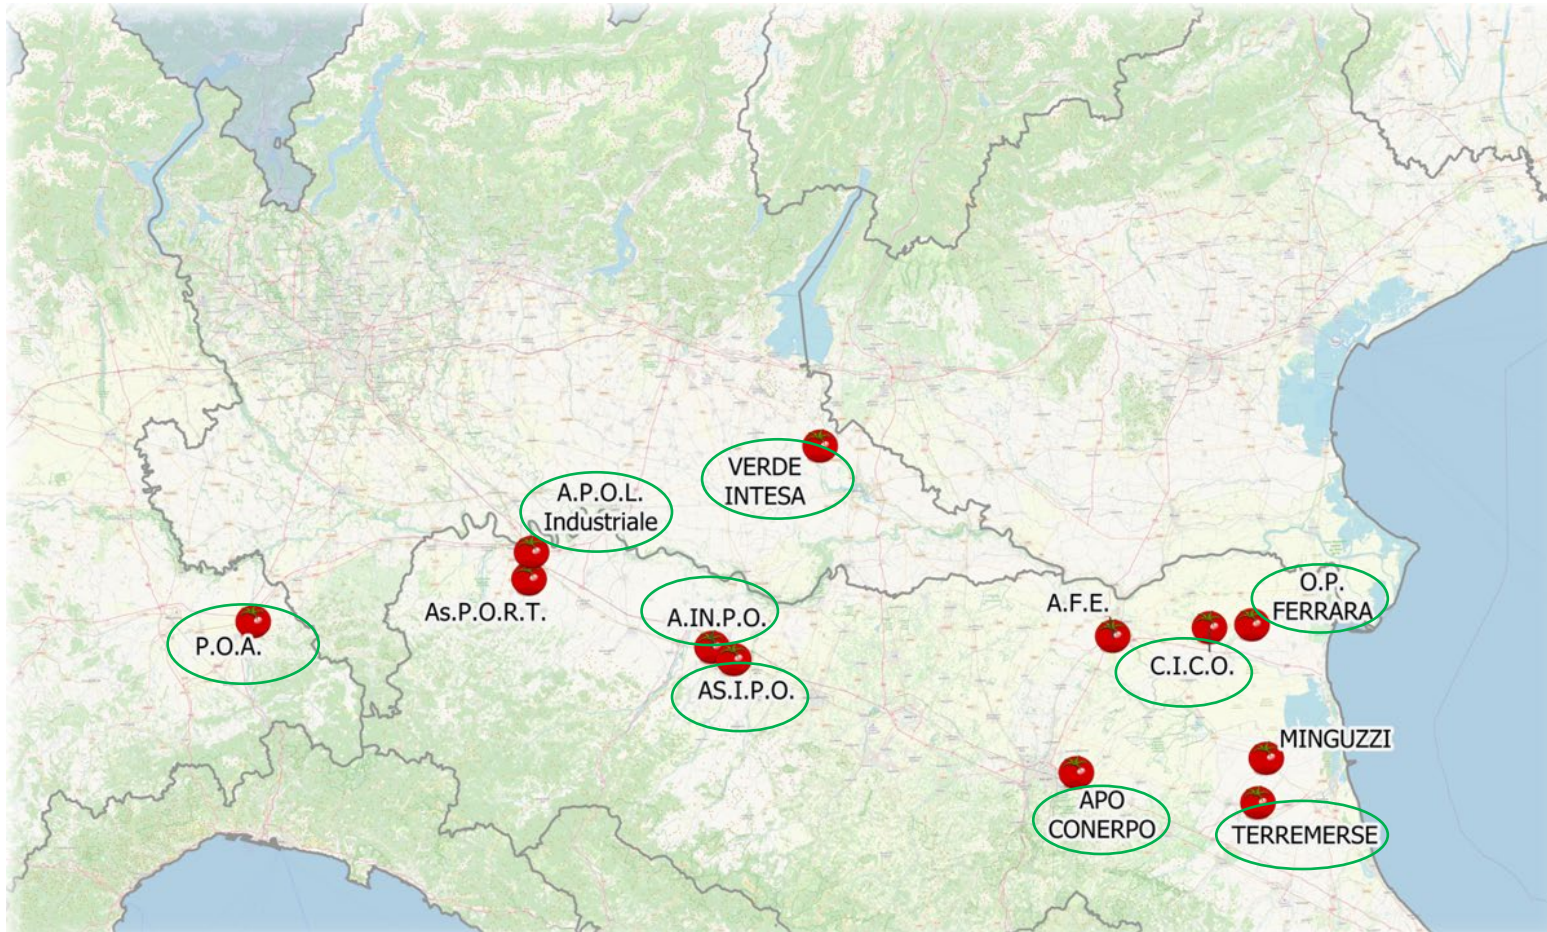 VERDE
INTESA
A.P.O.L.
Industriale
As.P.O.R.T.
A.IN.P.O.
A.F.E.
O.P.
FERRARA
P.O.A.
C.I.C.O.
AS.I.P.O.
MINGUZZI
APO
CONERPO
TERREMERSE